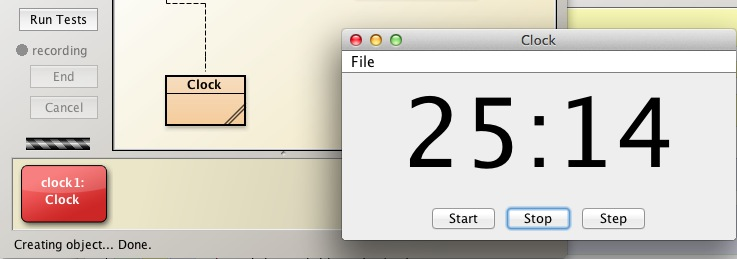 Run Tests
recording
End
Cancel
Clock
clock1:
Clock
Creating object... Done.
Clock
File
25:14
Start
Stop
Step